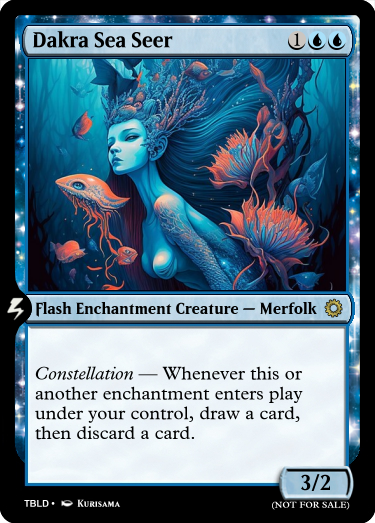 Dakra Sea Seer 1
Flash Enchantment Creature — Merfolk
Constellation — Whenever this or
another enchantment enters play
under your control, draw a card,
then discard a card.
3/2
TBLD • Kurisama
(NOT FOR SALE)